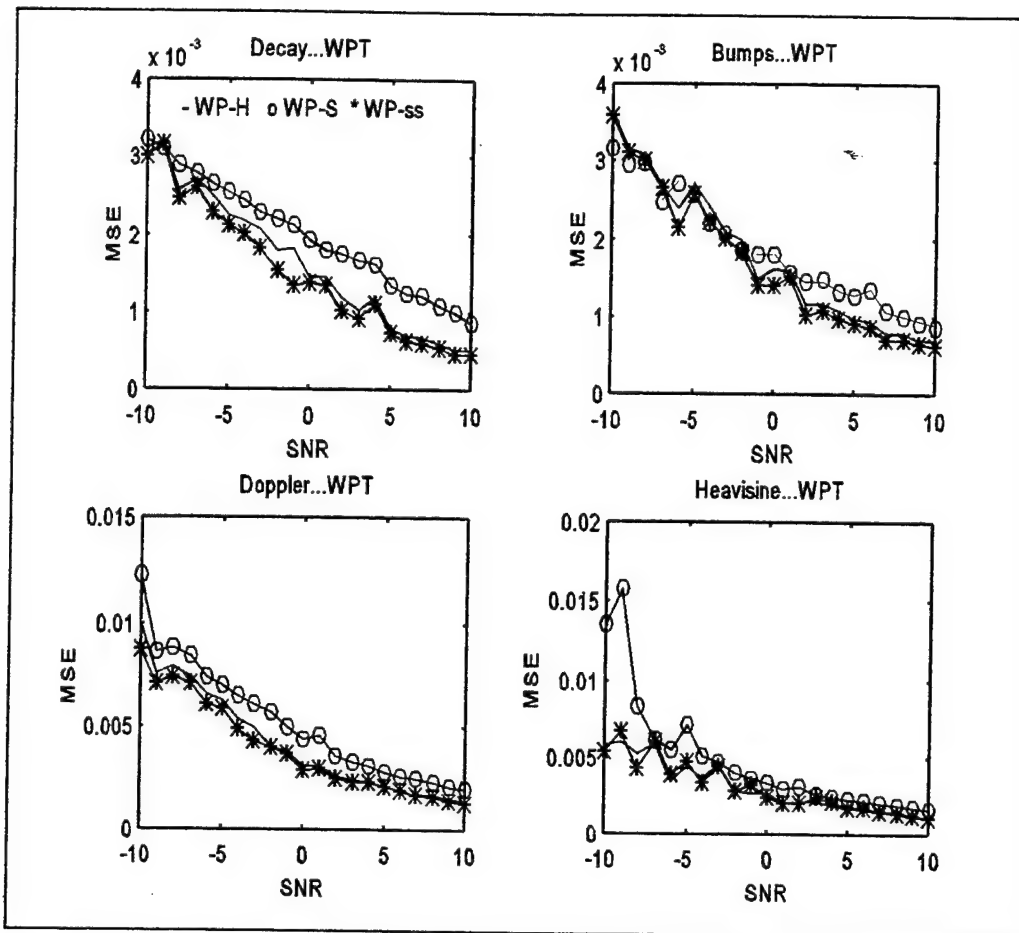 x 10⁻³ Decay...WPT
4
3
2
1
0
MSE
- WP-H o WP-S * WP-ss
-10 -5 0 5 10
SNR
x 10⁻³ Bumps...WPT
4
3
2
1
0
MSE
-10 -5 0 5 10
SNR
Doppler...WPT
0.015
0.01
0.005
0
MSE
-10 -5 0 5 10
SNR
Heavisine...WPT
0.02
0.015
0.01
0.005
0
MSE
-10 -5 0 5 10
SNR